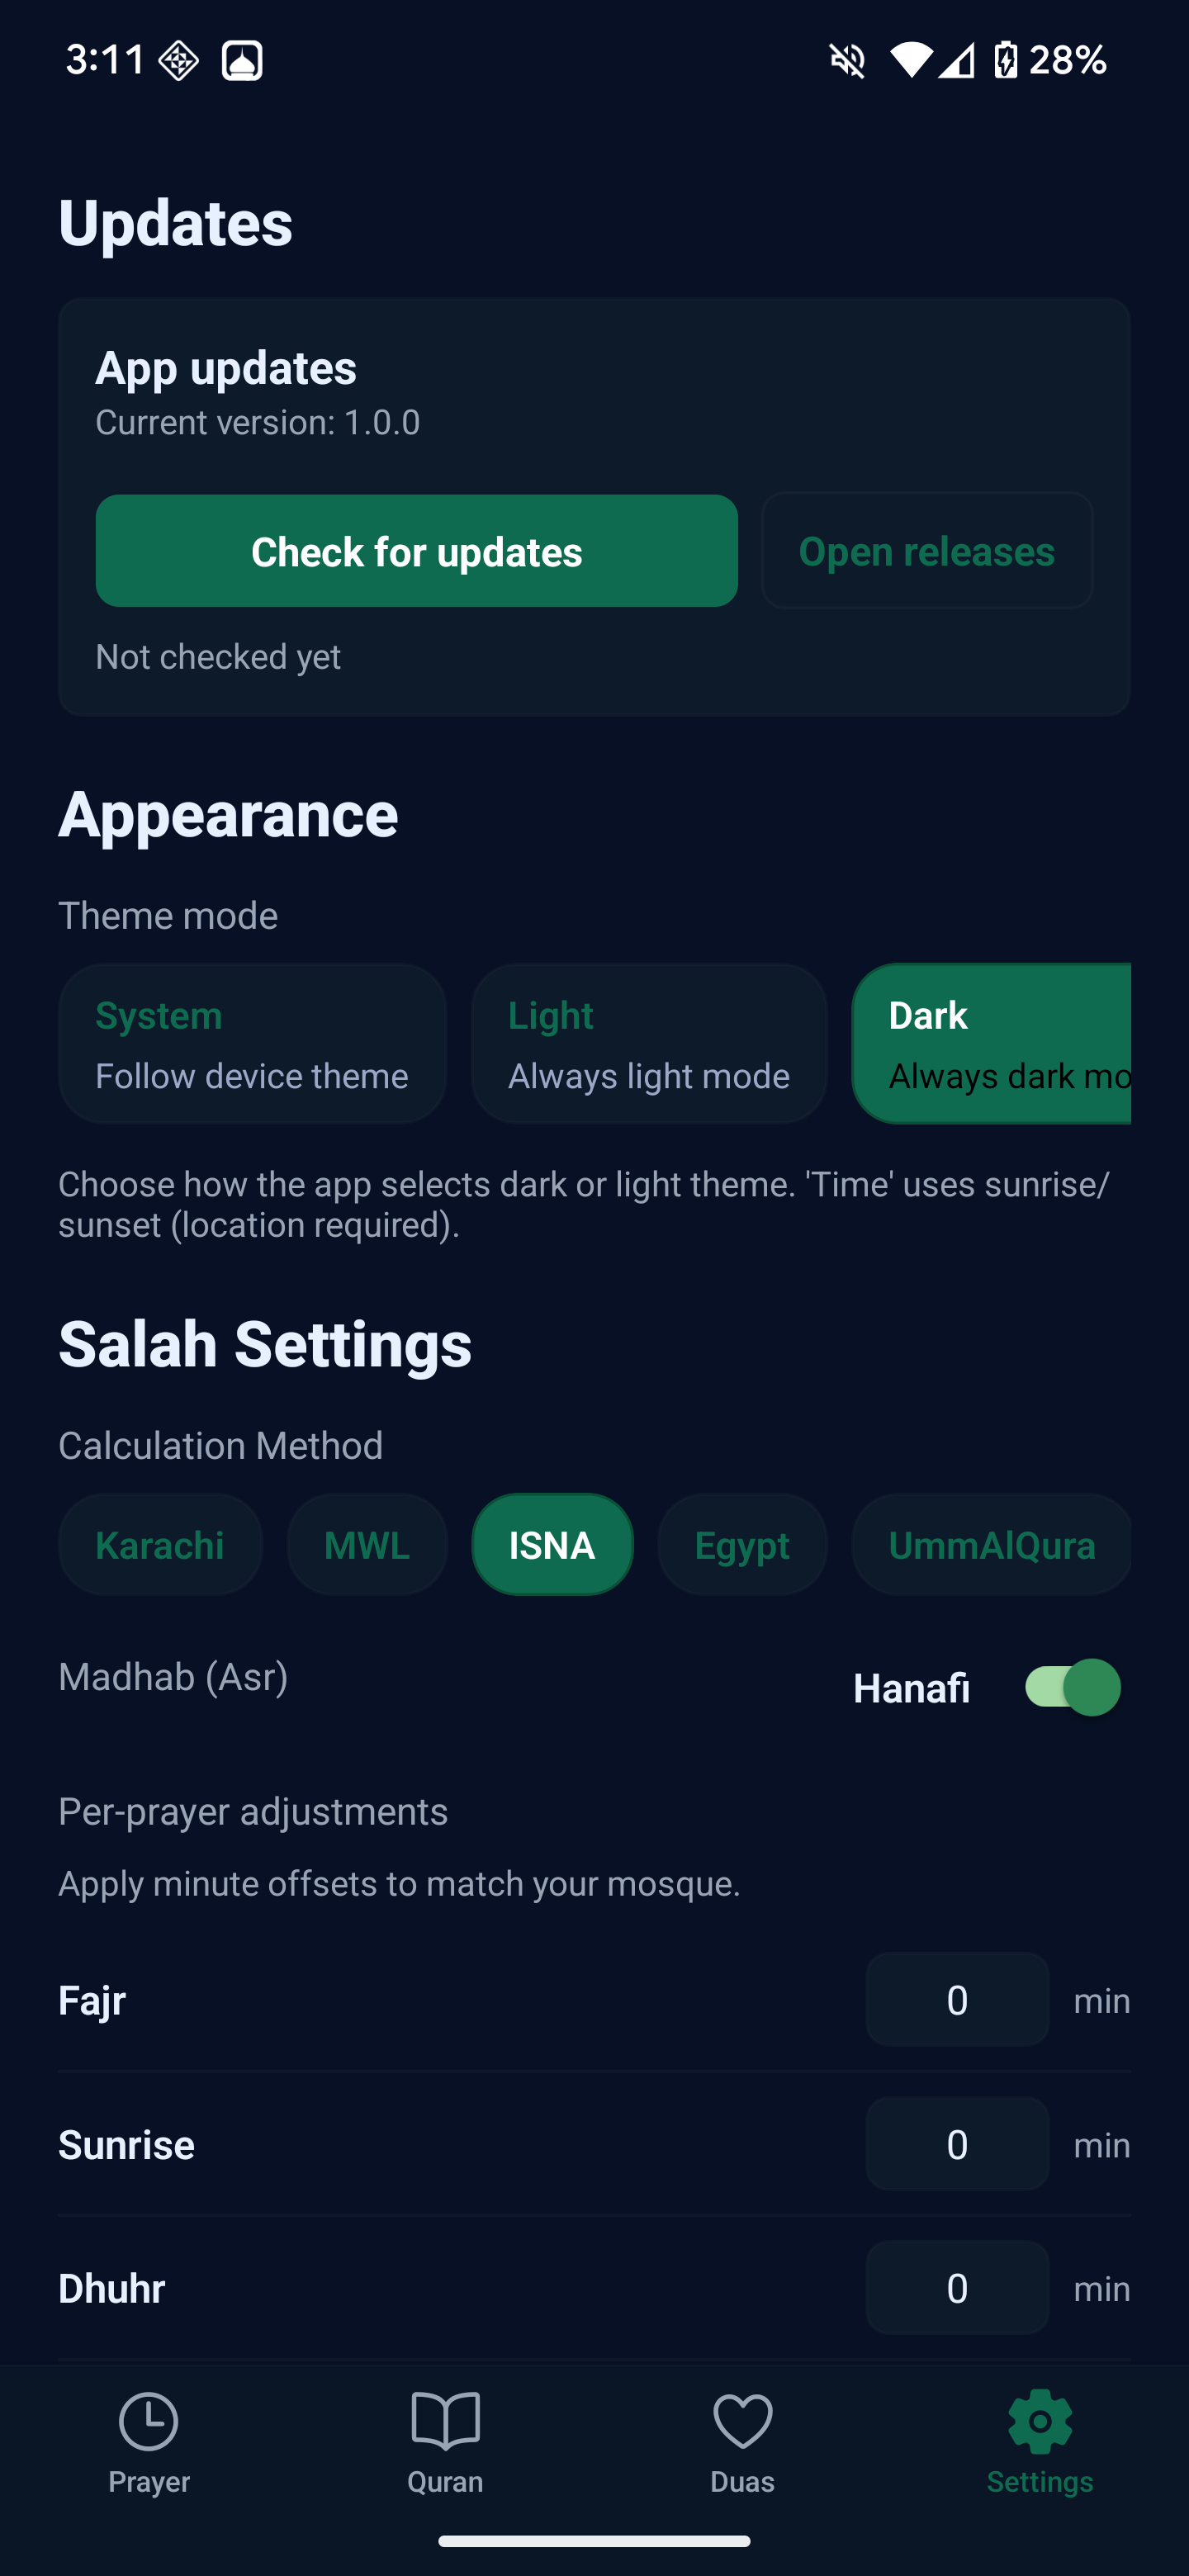 3:11 28%
Updates
App updates
Current version: 1.0.0
Check for updates Open releases
Not checked yet
Appearance
Theme mode
System Light Dark
Follow device theme Always light mode Always dark mo
Choose how the app selects dark or light theme. 'Time' uses sunrise/
sunset (location required).
Salah Settings
Calculation Method
Karachi MWL ISNA Egypt UmmAlQura
Madhab (Asr) Hanafi
Per-prayer adjustments
Apply minute offsets to match your mosque.
Fajr 0 min
Sunrise 0 min
Dhuhr 0 min
Prayer Quran Duas Settings